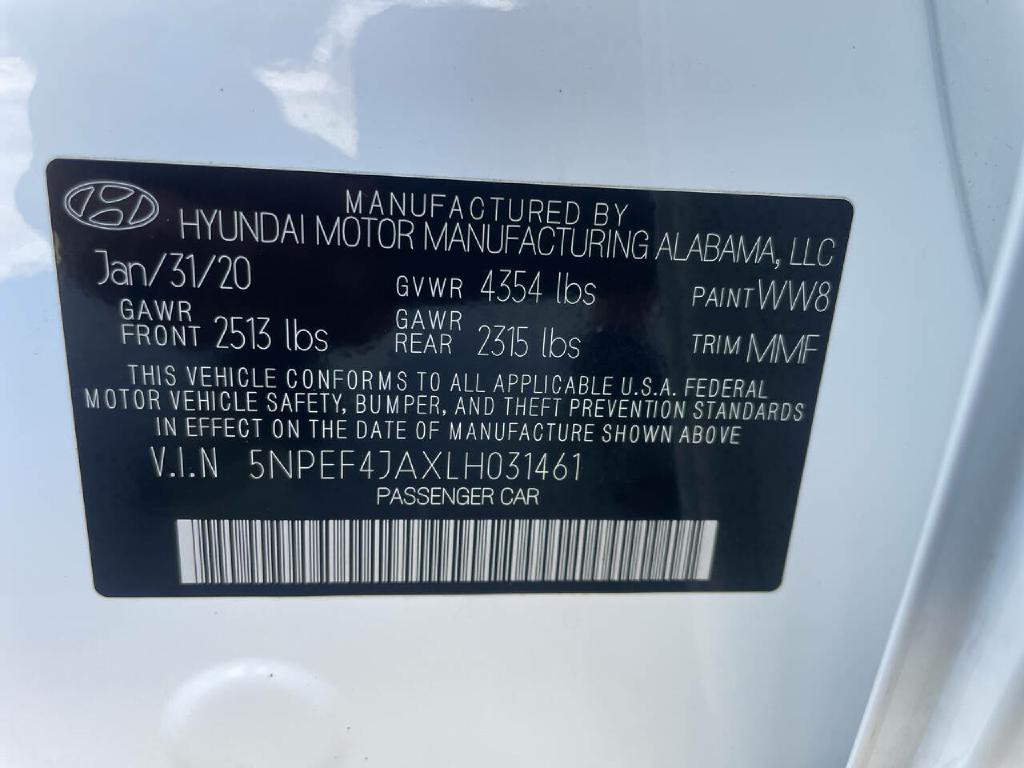 MANUFACTURED BY
HYUNDAI MOTOR MANUFACTURING ALABAMA, LLC
Jan/31/20 GVWR 4354 lbs PAINT WW8
GAWR FRONT 2513 lbs GAWR REAR 2315 lbs TRIM MMF
THIS VEHICLE CONFORMS TO ALL APPLICABLE U.S.A. FEDERAL
MOTOR VEHICLE SAFETY, BUMPER, AND THEFT PREVENTION STANDARDS
IN EFFECT ON THE DATE OF MANUFACTURE SHOWN ABOVE
V.I.N 5NPEF4JAXLH031461
PASSENGER CAR